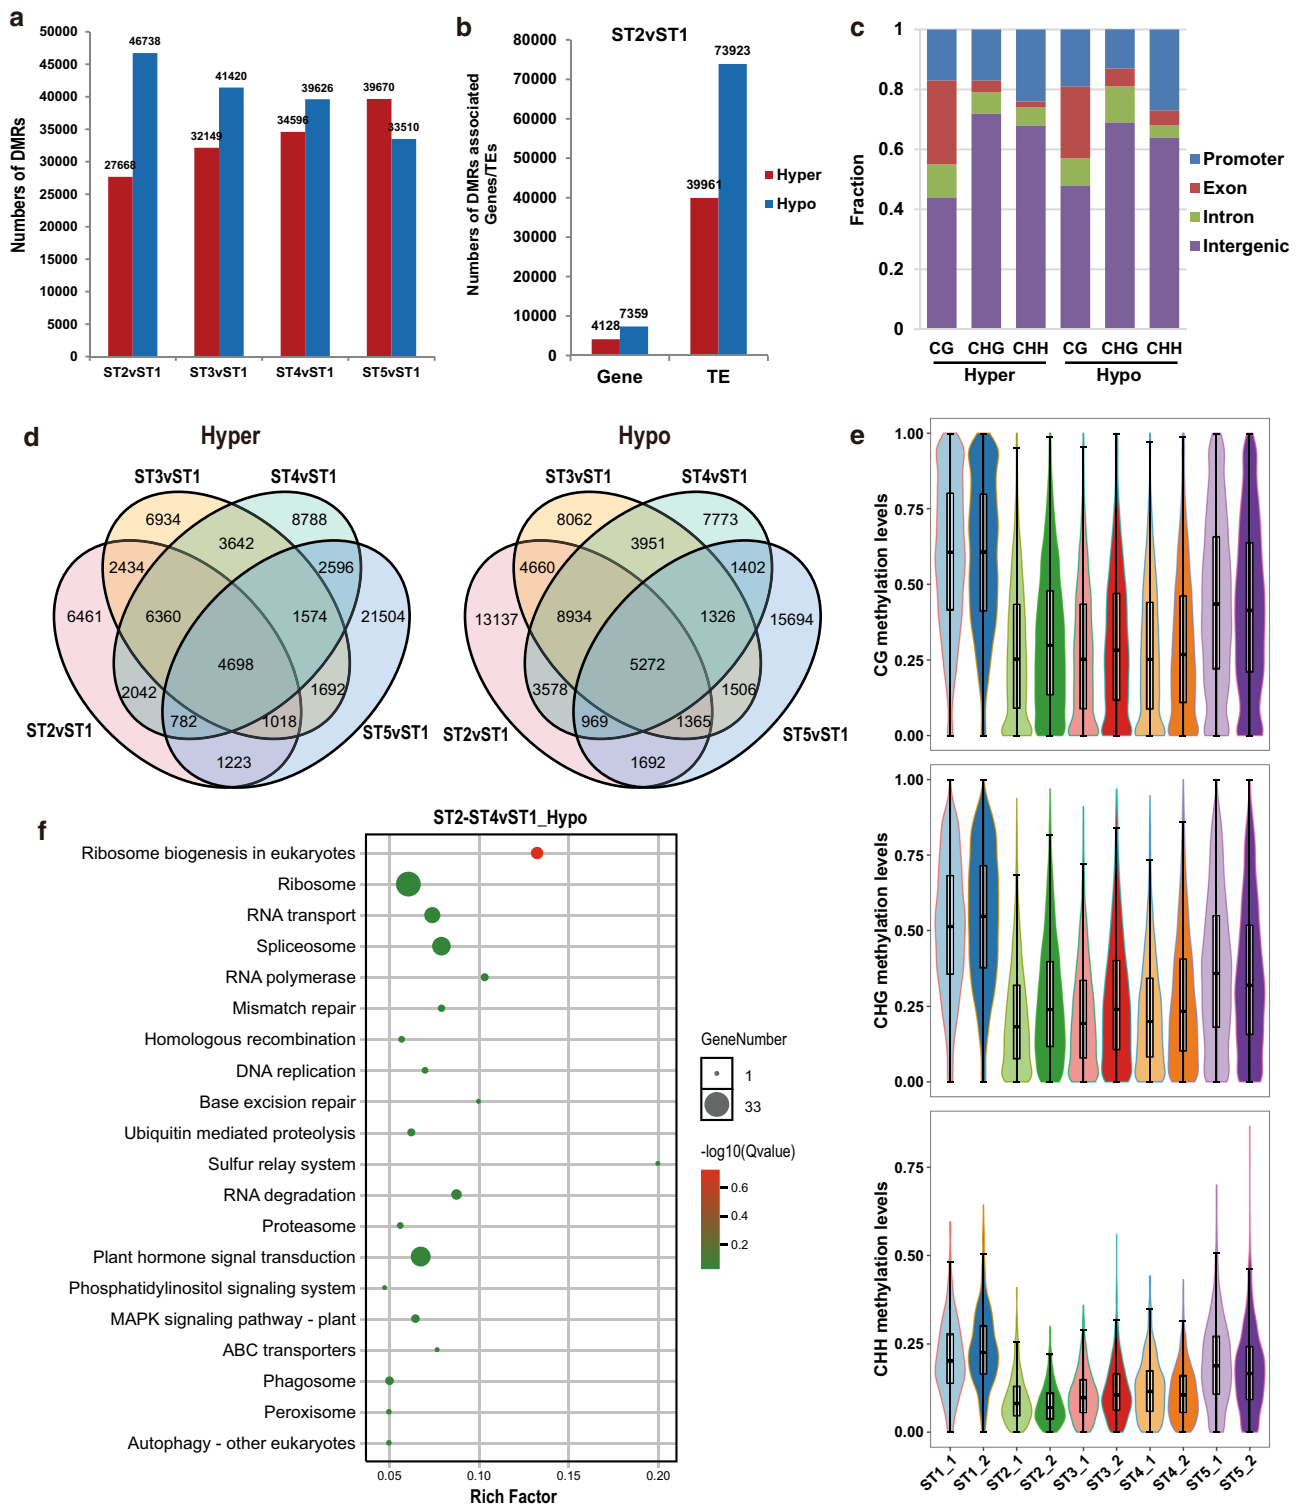 a
50000
45000
40000
35000
30000
25000
20000
15000
10000
5000
0
Numbers of DMRs
27668
46738
32149
41420
34596
39626
39670
33510
ST2vST1
ST3vST1
ST4vST1
ST5vST1
b
ST2vST1
80000
70000
60000
50000
40000
30000
20000
10000
0
Numbers of DMRs associated
Genes/TEs
4128
7359
39961
73923
Gene
TE
Hyper
Hypo
c
1
0.8
0.6
0.4
0.2
0
Fraction
CG CHG CHH CG CHG CHH
Hyper
Hypo
Promoter
Exon
Intron
Intergenic
d
Hyper
ST3vST1
ST4vST1
6934
8788
3642
2434
2596
6461
6360
1574
21504
4698
2042
1692
782
1018
1223
ST2vST1
ST5vST1
Hypo
ST3vST1
ST4vST1
8062
7773
3951
4660
1402
13137
8934
1326
15694
5272
3578
1506
969
1365
1692
ST2vST1
ST5vST1
e
CG methylation levels
1.00
0.75
0.50
0.25
0.00
CHG methylation levels
1.00
0.75
0.50
0.25
0.00
CHH methylation levels
0.75
0.50
0.25
0.00
ST1_1
ST1_2
ST2_1
ST2_2
ST3_1
ST3_2
ST4_1
ST4_2
ST5_1
ST5_2
f
ST2-ST4vST1_Hypo
Ribosome biogenesis in eukaryotes
Ribosome
RNA transport
Spliceosome
RNA polymerase
Mismatch repair
Homologous recombination
DNA replication
Base excision repair
Ubiquitin mediated proteolysis
Sulfur relay system
RNA degradation
Proteasome
Plant hormone signal transduction
Phosphatidylinositol signaling system
MAPK signaling pathway - plant
ABC transporters
Phagosome
Peroxisome
Autophagy - other eukaryotes
0.05
0.10
0.15
0.20
Rich Factor
GeneNumber
1
33
-log10(Qvalue)
0.6
0.4
0.2